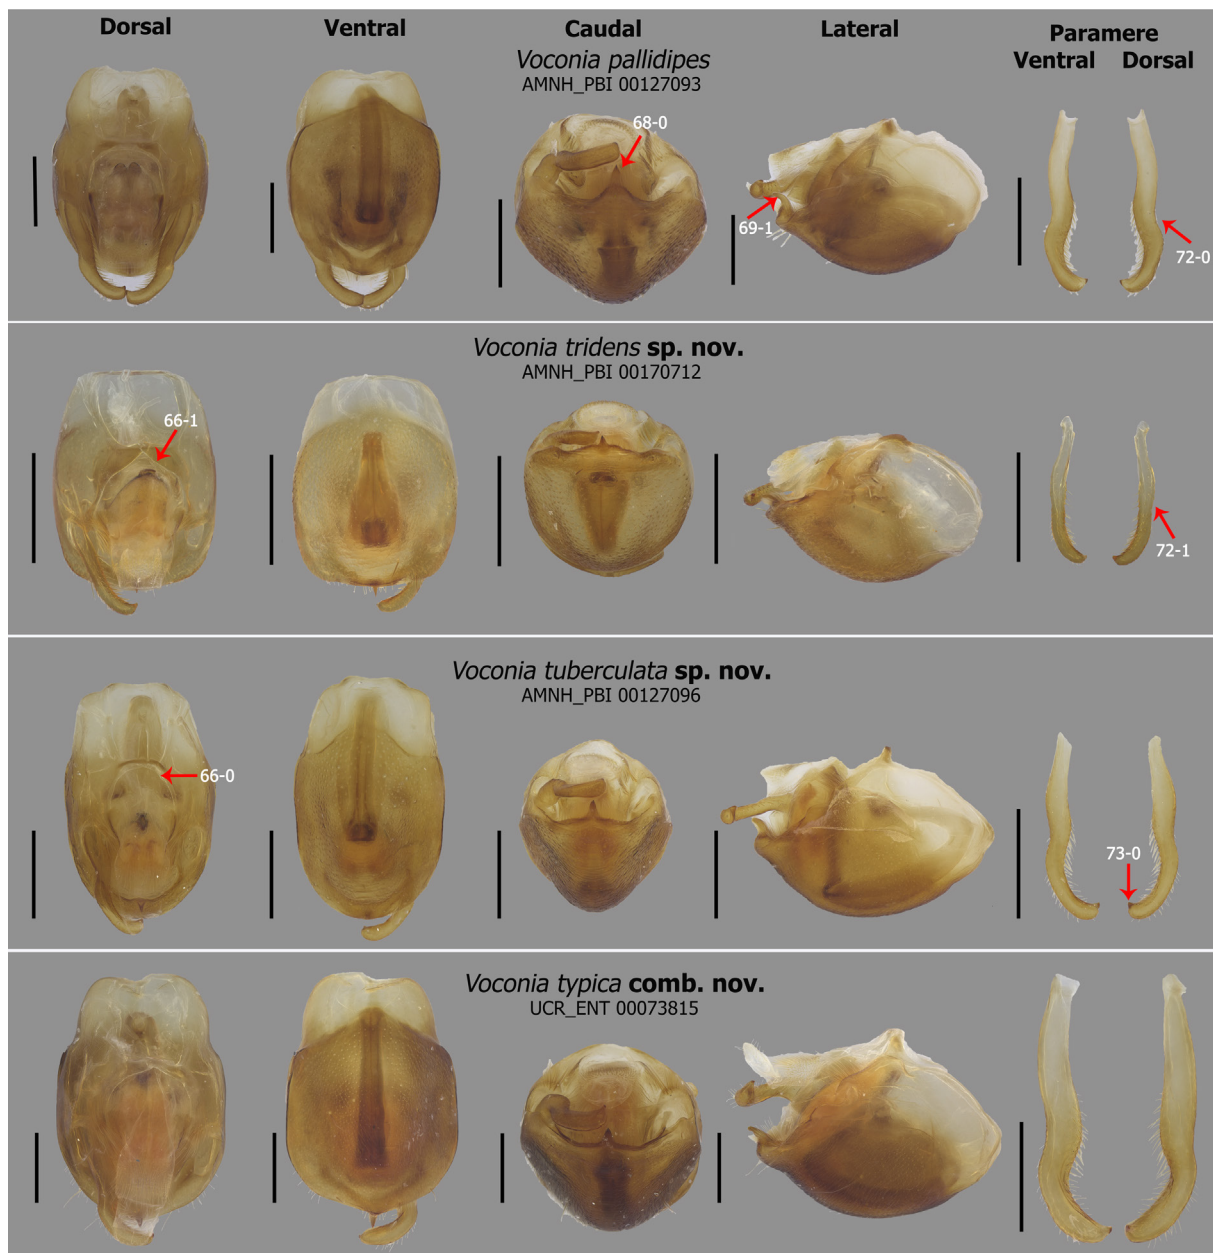 Dorsal
Ventral
Caudal
Lateral
Paramere
Ventral
Dorsal
Voconia pallidipes
AMNH_PBI 00127093
68-0
69-1
72-0
Voconia tridens sp. nov.
AMNH_PBI 00170712
66-1
72-1
Voconia tuberculata sp. nov.
AMNH_PBI 00127096
66-0
73-0
Voconia typica comb. nov.
UCR_ENT 00073815